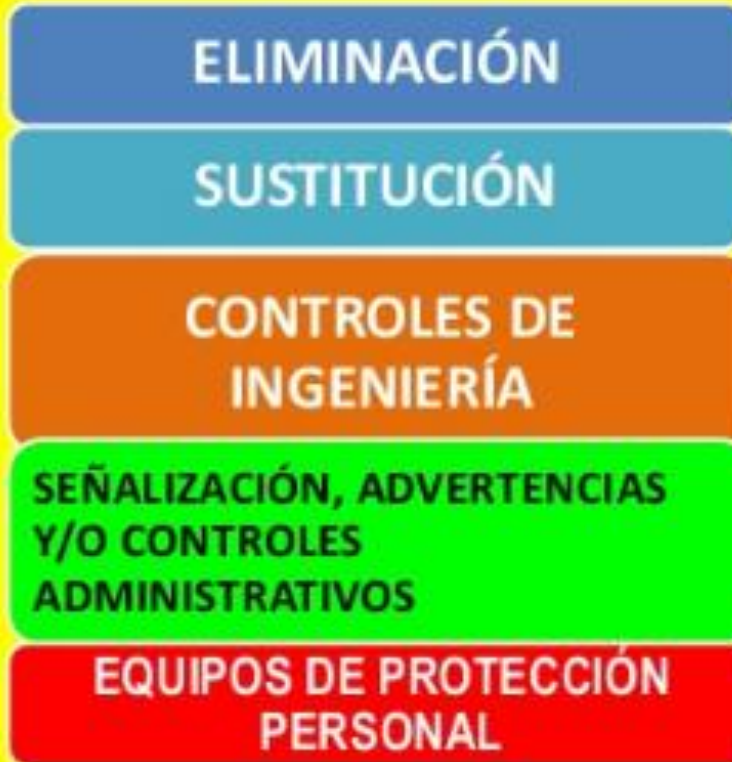 ELIMINACIÓN
SUSTITUCIÓN
CONTROLES DE
INGENIERÍA
SEÑALIZACIÓN, ADVERTENCIAS
Y/O CONTROLES
ADMINISTRATIVOS
EQUIPOS DE PROTECCIÓN
PERSONAL